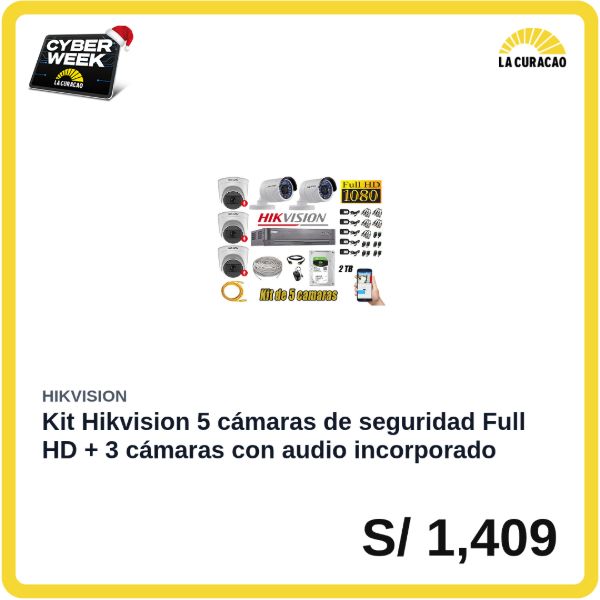 CYBER
WEEK
LA CURACAO
LA CURACAO
Full HD
1080
HIKVISION
2 TB
Kit de 5 camaras
HIKVISION
Kit Hikvision 5 cámaras de seguridad Full
HD + 3 cámaras con audio incorporado
S/ 1,409